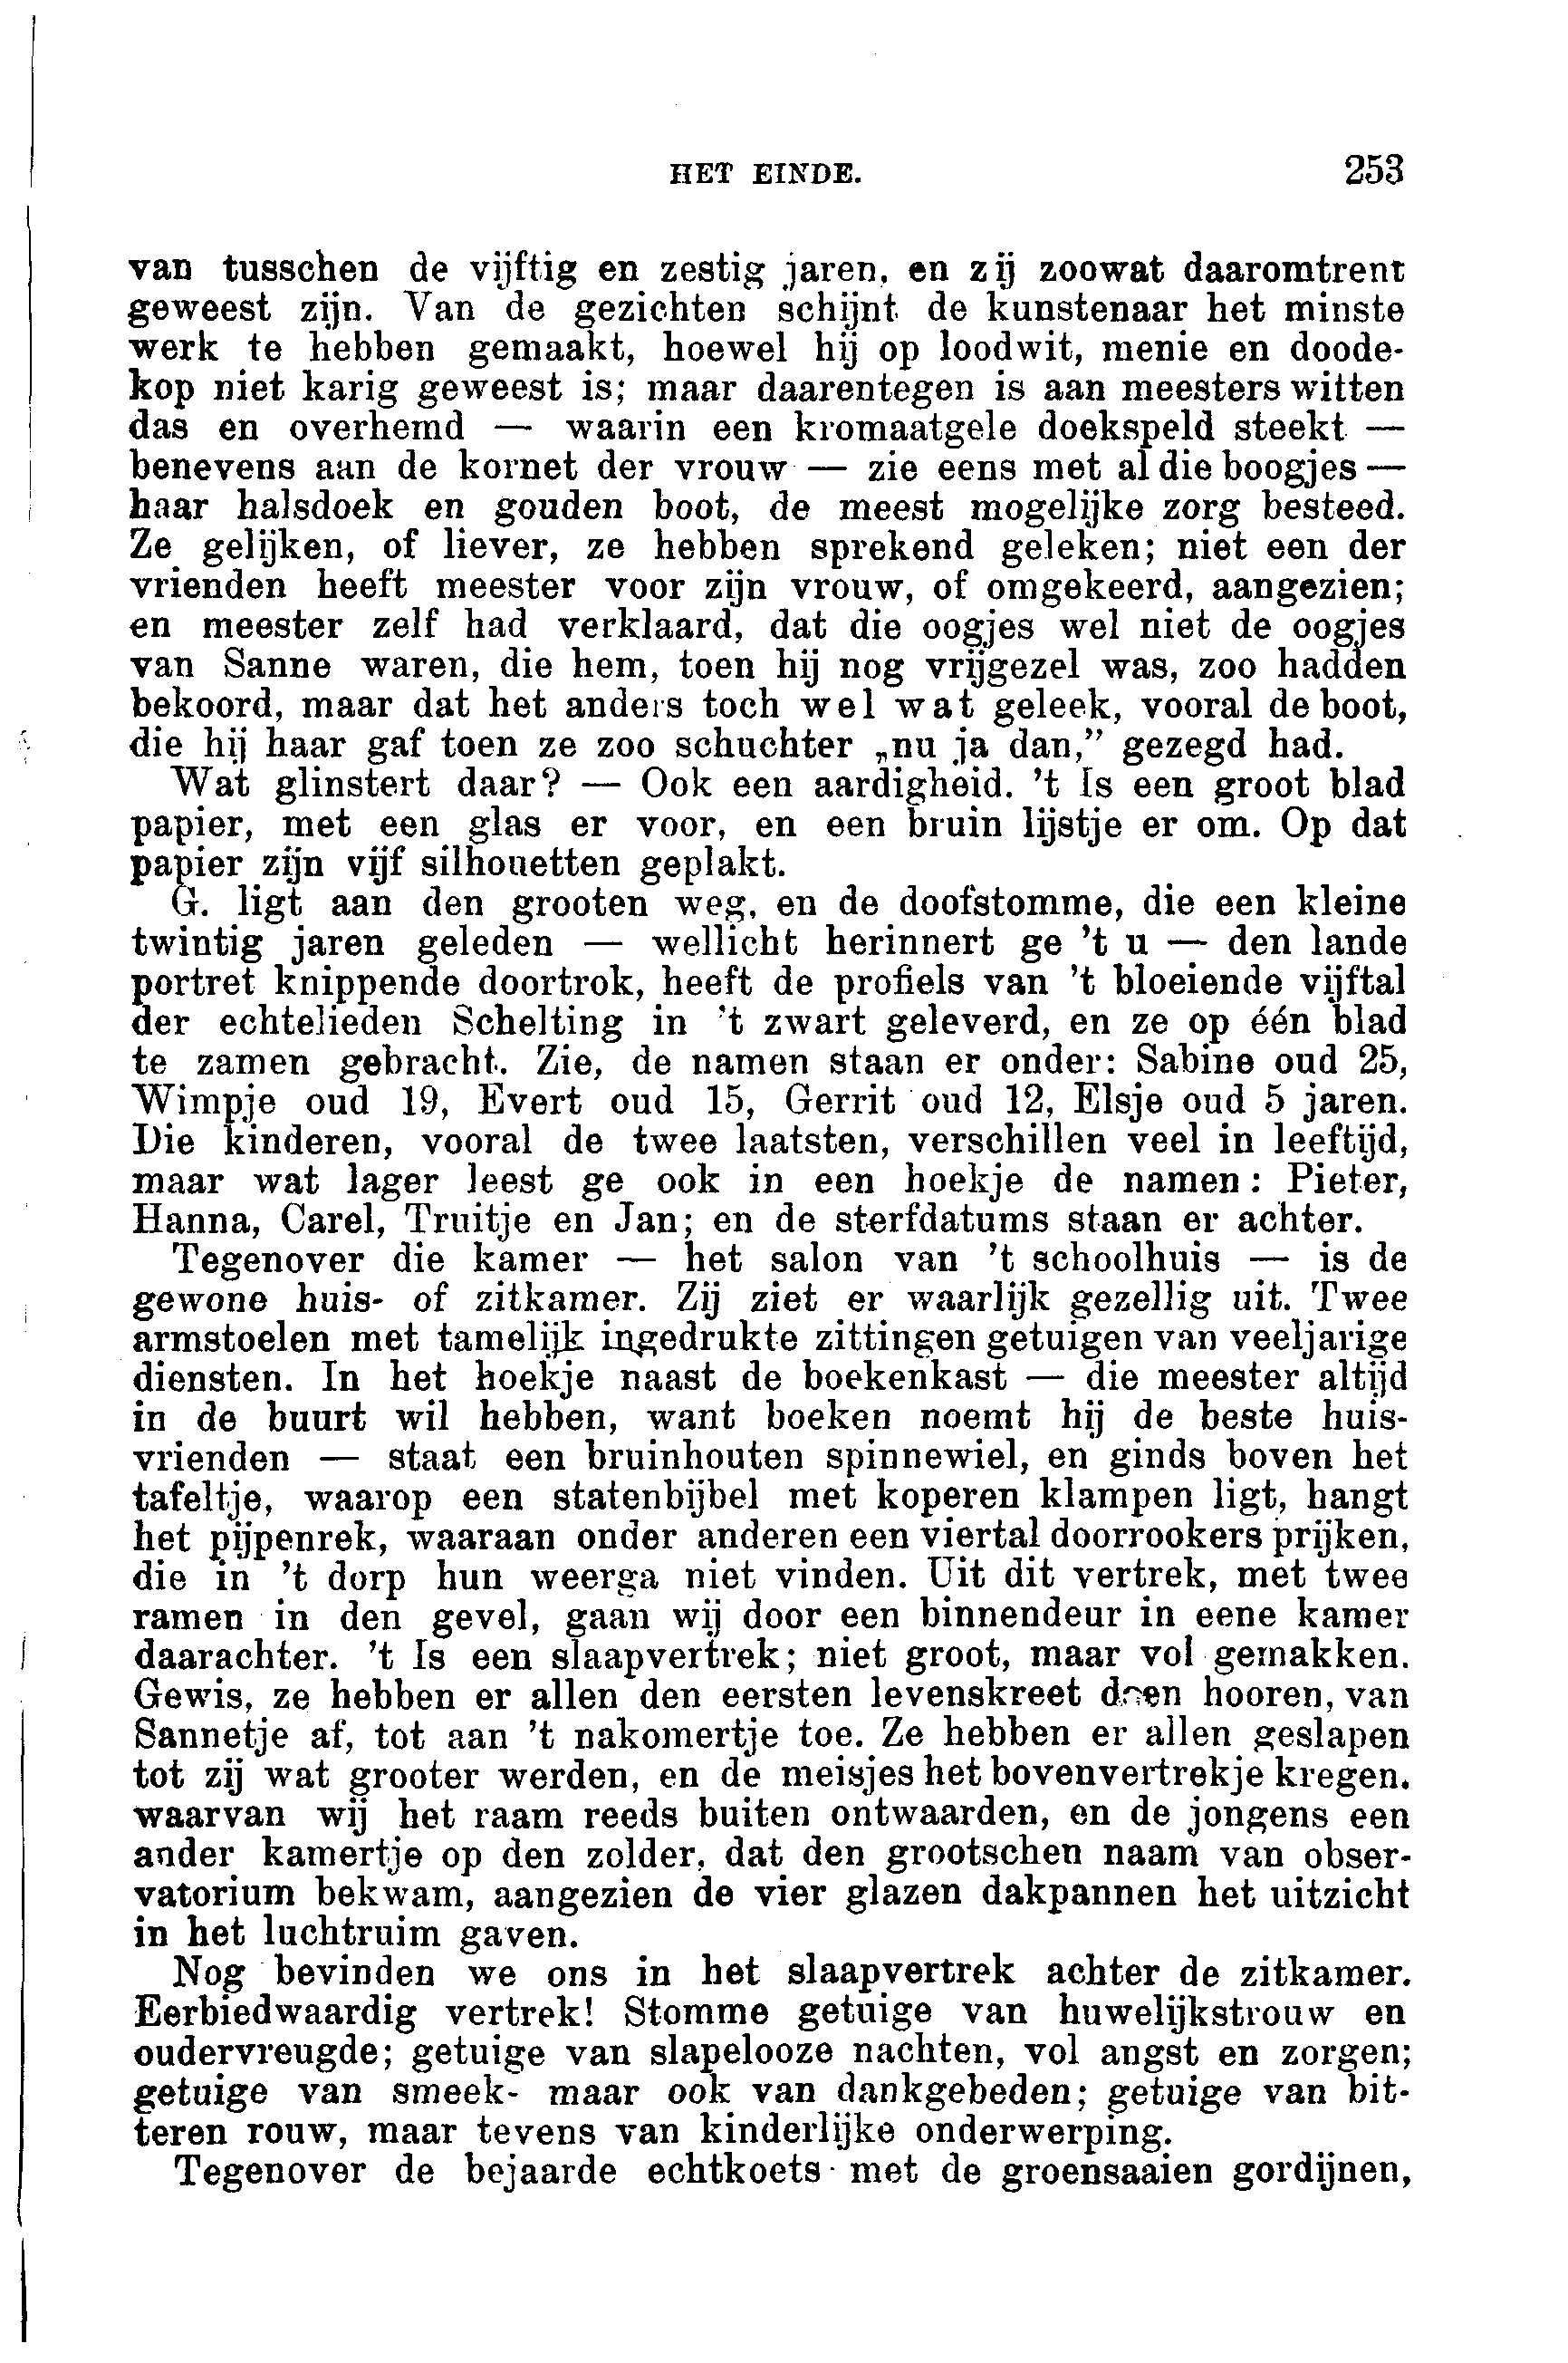 HET EINDE. 253
van tusschen de vijftig en zestig jaren, en zij zoowat daaromtrent
geweest zijn. Van de gezichten schijnt de kunstenaar het minste
werk te hebben gemaakt, hoewel hij op loodwit, menie en doode-
kop niet karig geweest is; maar daarentegen is aan meesters witten
das en overhemd — waarin een kromaatgele doekspeld steekt —
benevens aan de kornet der vrouw — zie eens met al die boogjes —
haar halsdoek en gouden boot, de meest mogelijke zorg besteed.
Ze gelijken, of liever, ze hebben sprekend geleken; niet een der
vrienden heeft meester voor zijn vrouw, of omgekeerd, aangezien;
en meester zelf had verklaard, dat die oogjes wel niet de oogjes
van Sanne waren, die hem, toen hij nog vrijgezel was, zoo hadden
bekoord, maar dat het anders toch wel wat geleek, vooral de boot,
die hij haar gaf toen ze zoo schuchter „nu ja dan,” gezegd had.
Wat glinstert daar? — Ook een aardigheid. 't Is een groot blad
papier, met een glas er voor, en een bruin lijstje er om. Op dat
papier zijn vijf silhouetten geplakt.
G. ligt aan den grooten weg, en de doofstomme, die een kleine
twintig jaren geleden — wellicht herinnert ge 't u — den lande
portret knippende doortrok, heeft de profiels van 't bloeiende vijftal
der echtelieden Schelting in 't zwart geleverd, en ze op één blad
te zamen gebracht. Zie, de namen staan er onder: Sabine oud 25,
Wimpje oud 19, Evert oud 15, Gerrit oud 12, Elsje oud 5 jaren.
Die kinderen, vooral de twee laatsten, verschillen veel in leeftijd,
maar wat lager leest ge ook in een hoekje de namen: Pieter,
Hanna, Carel, Truitje en Jan; en de sterfdatums staan er achter.
Tegenover die kamer — het salon van 't schoolhuis — is de
gewone huis- of zitkamer. Zij ziet er waarlijk gezellig uit. Twee
armstoelen met tamelijk ingedrukte zittingen getuigen van veeljarige
diensten. In het hoekje naast de boekenkast — die meester altijd
in de buurt wil hebben, want boeken noemt hij de beste huis-
vrienden — staat een bruinhouten spinnewiel, en ginds boven het
tafeltje, waarop een statenbijbel met koperen klampen ligt, hangt
het pijpenrek, waaraan onder anderen een viertal doorrookers prijken,
die in 't dorp hun weerga niet vinden. Uit dit vertrek, met twee
ramen in den gevel, gaan wij door een binnendeur in eene kamer
daarachter. 't Is een slaapvertrek; niet groot, maar vol gemakken.
Gewis, ze hebben er allen den eersten levenskreet doen hooren, van
Sannetje af, tot aan 't nakomertje toe. Ze hebben er allen geslapen
tot zij wat grooter werden, en de meisjes het bovenvertrekje kregen.
waarvan wij het raam reeds buiten ontwaarden, en de jongens een
ander kamertje op den zolder, dat den grootschen naam van obser-
vatorium bekwam, aangezien de vier glazen dakpannen het uitzicht
in het luchtruim gaven.
Nog bevinden we ons in het slaapvertrek achter de zitkamer.
Eerbiedwaardig vertrek! Stomme getuige van huwelijkstrouw en
oudervreugde; getuige van slapelooze nachten, vol angst en zorgen;
getuige van smeek- maar ook van dankgebeden; getuige van bit-
teren rouw, maar tevens van kinderlijke onderwerping.
Tegenover de bejaarde echtkoets met de groensaaien gordijnen,